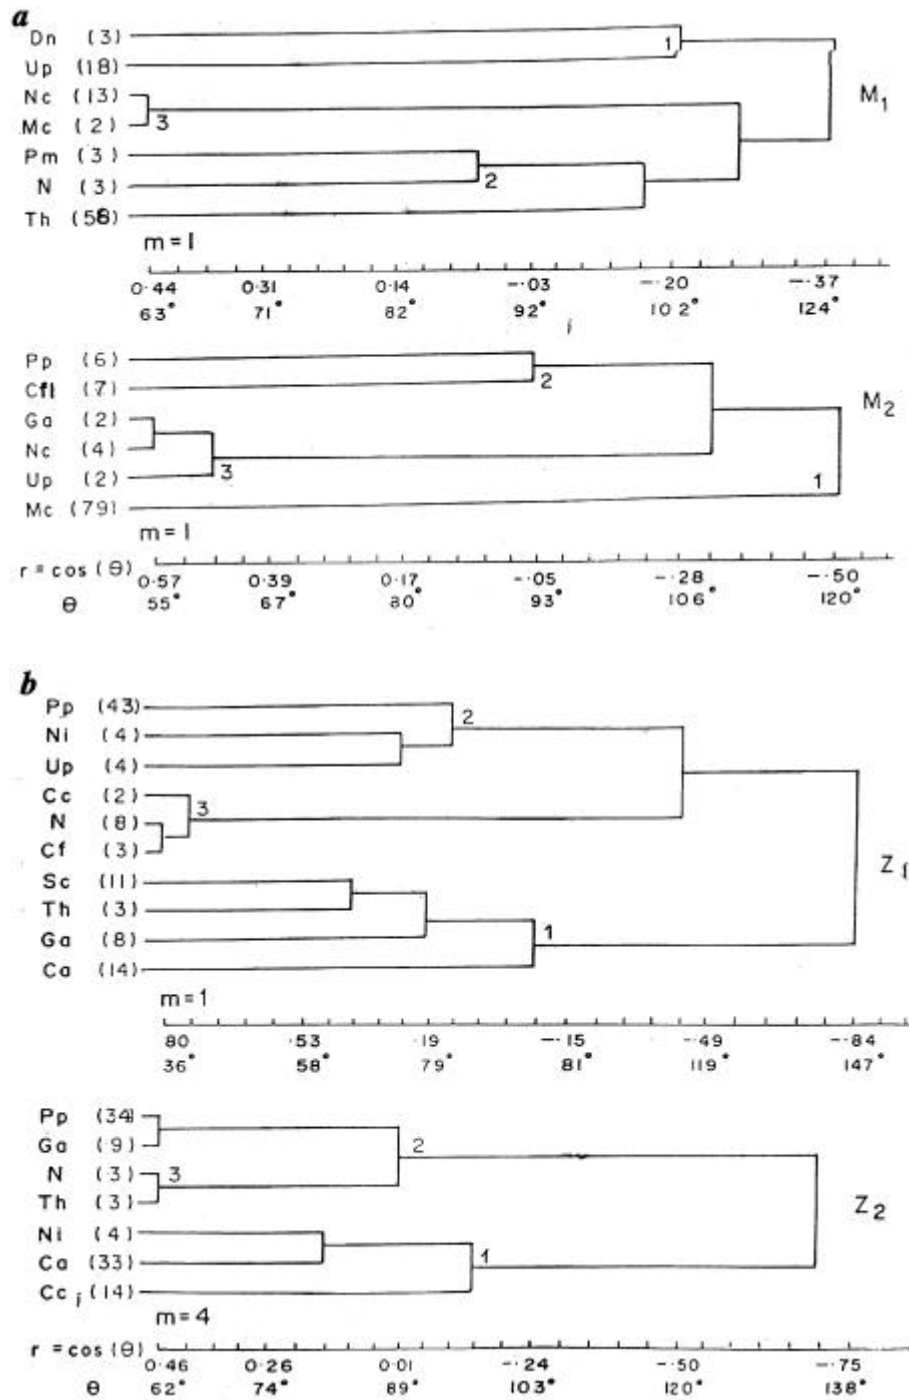 a
Dn (3)
1
Up (18)
Nc (13)
M1
Mc (2)
3
Pm (3)
N (3)
2
Th (58)
m = 1
0·44 0·31 0·14 −·03 −·20 −·37
63° 71° 82° 92° 102° 124°
Pp (6)
Cfl (7)
2
Ga (2)
M2
Nc (4)
Up (2)
3
1
Mc (79)
m = 1
r = cos (θ) 0·57 0·39 0·17 −·05 −·28 −·50
θ 55° 67° 80° 93° 106° 120°
b
Pp (43)
2
Ni (4)
Up (4)
Cc (2)
3
N (8)
Cf (3)
Z1
Sc (11)
Th (3)
Ga (8)
1
Ca (14)
m = 1
80 ·53 ·19 −·15 −·49 −·84
36° 58° 79° 81° 119° 147°
Pp (34)
Ga (9)
2
N (3)
3
Th (3)
Z2
Ni (4)
Ca (33)
1
Cc (14)
m = 4
r = cos (θ) 0·46 0·26 0·01 −·24 −·50 −·75
θ 62° 74° 89° 103° 120° 138°